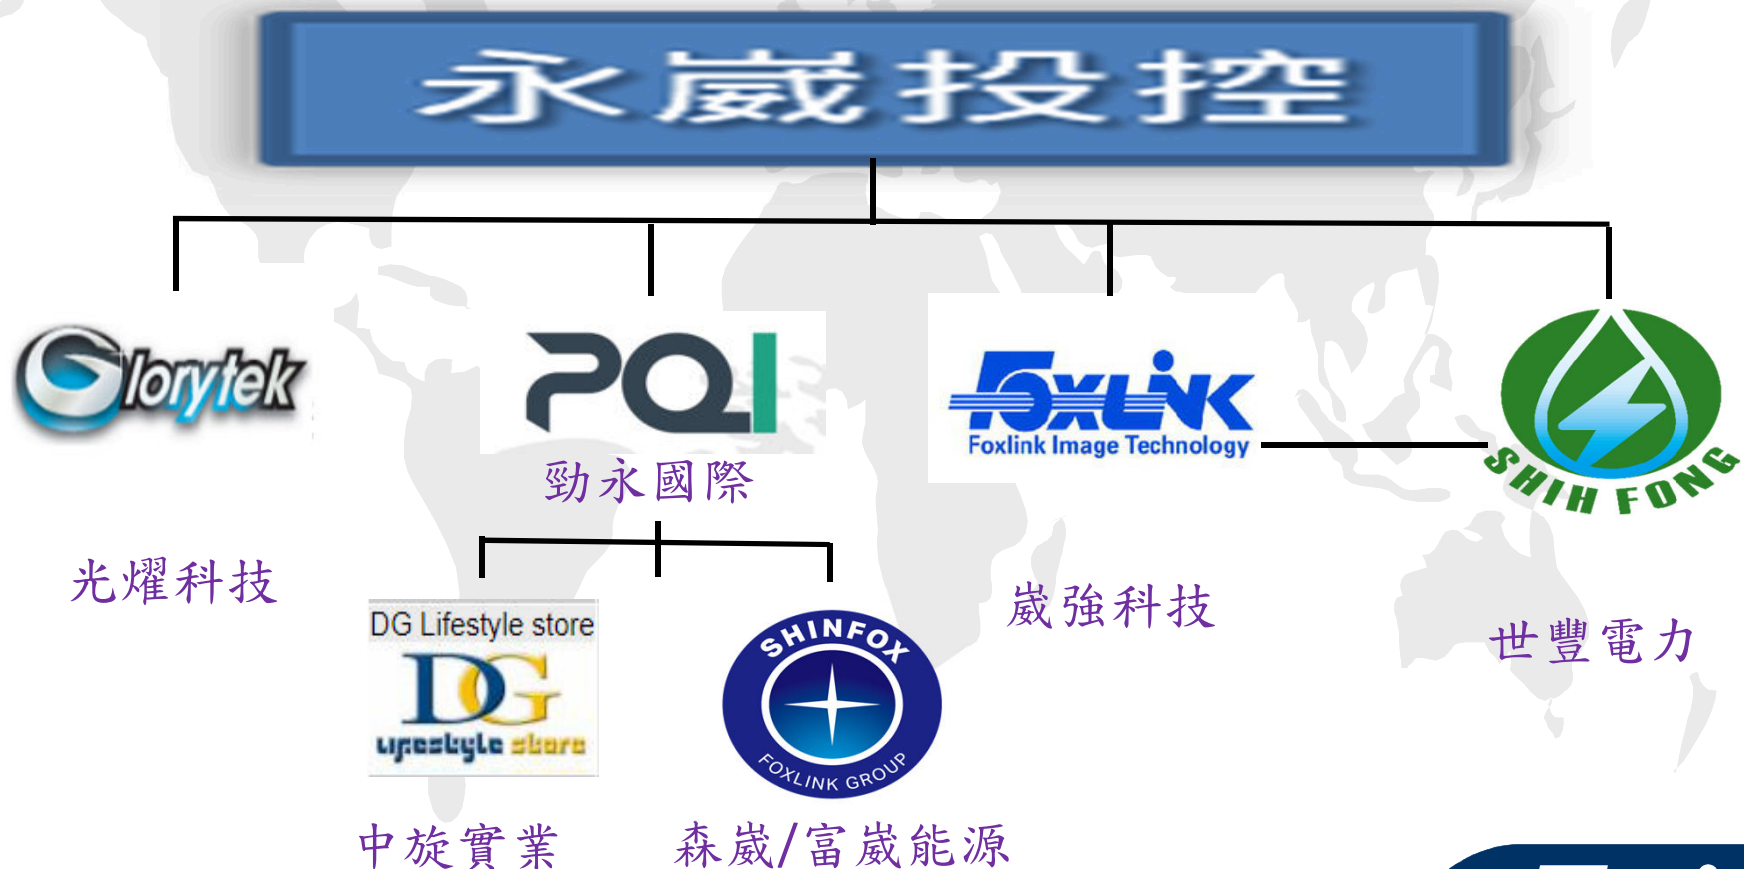 永崴投控
Glorytek
PQI
FOXLINK
Foxlink Image Technology
SHIH FONG
勁永國際
光燿科技
崴強科技
世豐電力
DG Lifestyle store
DG
Lifestyle store
SHINFOX
FOXLINK GROUP
中旋實業
森崴/富崴能源